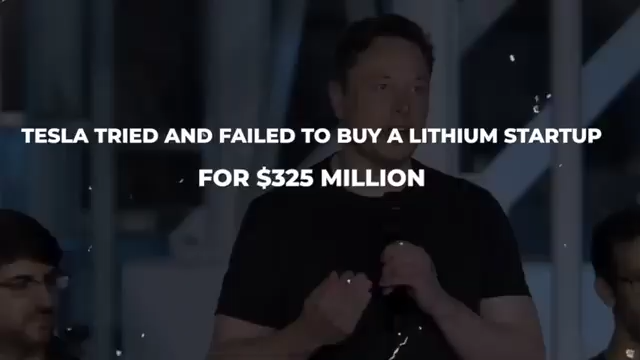 TESLA TRIED AND FAILED TO BUY A LITHIUM STARTUP
FOR $325 MILLION